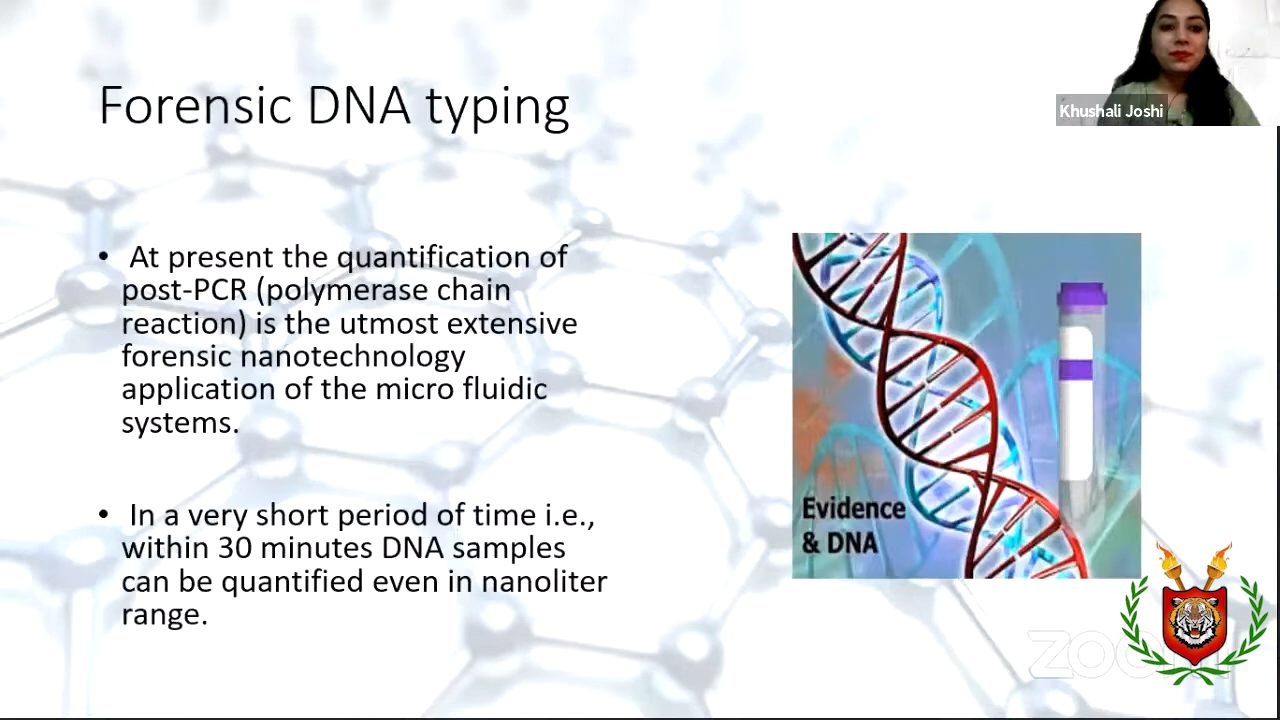 Forensic DNA typing
Khushali Joshi
• At present the quantification of
post-PCR (polymerase chain
reaction) is the utmost extensive
forensic nanotechnology
application of the micro fluidic
systems.
• In a very short period of time i.e.,
within 30 minutes DNA samples
can be quantified even in nanoliter
range.
Evidence
& DNA
zoom